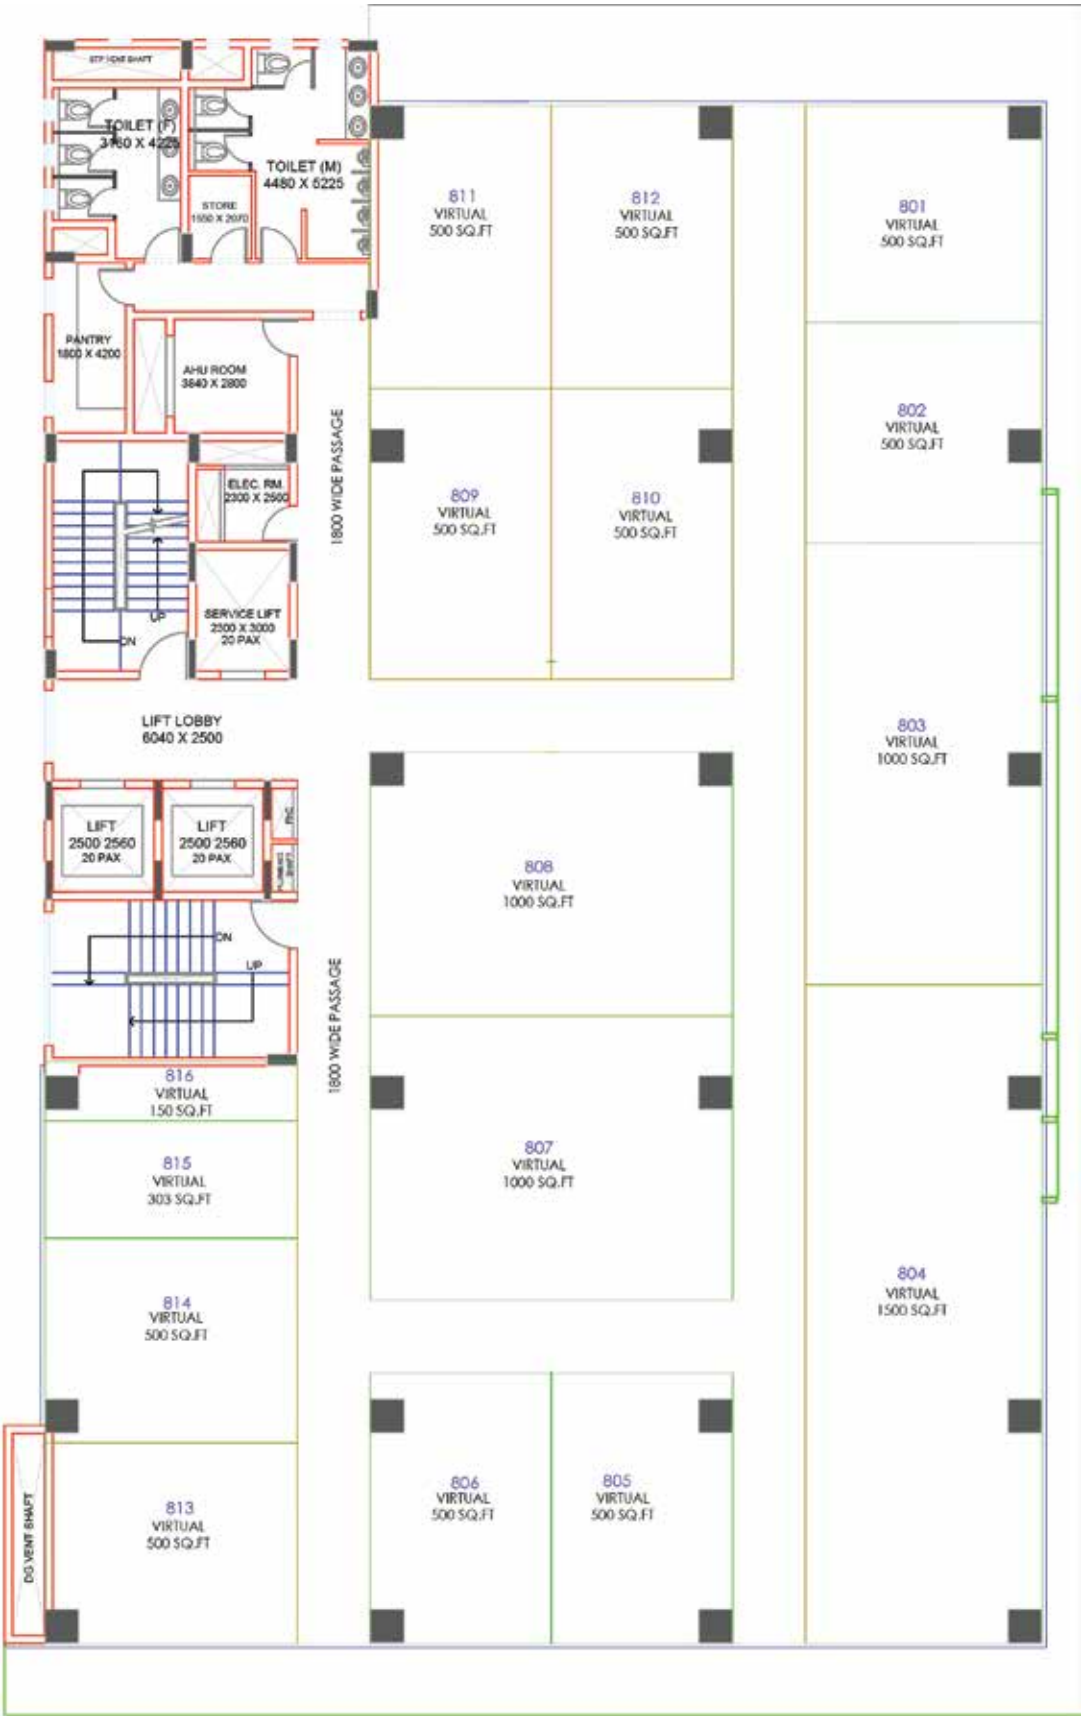 STP VENT SHAFT
TOILET (F)
3160 X 4225
TOILET (M)
4480 X 5225
STORE
1550 X 2070
811
VIRTUAL
500 SQ.FT
812
VIRTUAL
500 SQ.FT
801
VIRTUAL
500 SQ.FT
PANTRY
1800 X 4200
AHU ROOM
3840 X 2800
1800 WIDE PASSAGE
802
VIRTUAL
500 SQ.FT
ELEC. RM.
2300 X 2500
809
VIRTUAL
500 SQ.FT
810
VIRTUAL
500 SQ.FT
UP
DN
SERVICE LIFT
2300 X 3000
20 PAX
LIFT LOBBY
6040 X 2500
803
VIRTUAL
1000 SQ.FT
LIFT
2500 2560
20 PAX
LIFT
2500 2560
20 PAX
PLUMBING
SHAFT
808
VIRTUAL
1000 SQ.FT
DN
UP
1800 WIDE PASSAGE
816
VIRTUAL
150 SQ.FT
815
VIRTUAL
303 SQ.FT
807
VIRTUAL
1000 SQ.FT
814
VIRTUAL
500 SQ.FT
804
VIRTUAL
1500 SQ.FT
DG VENT SHAFT
813
VIRTUAL
500 SQ.FT
806
VIRTUAL
500 SQ.FT
805
VIRTUAL
500 SQ.FT